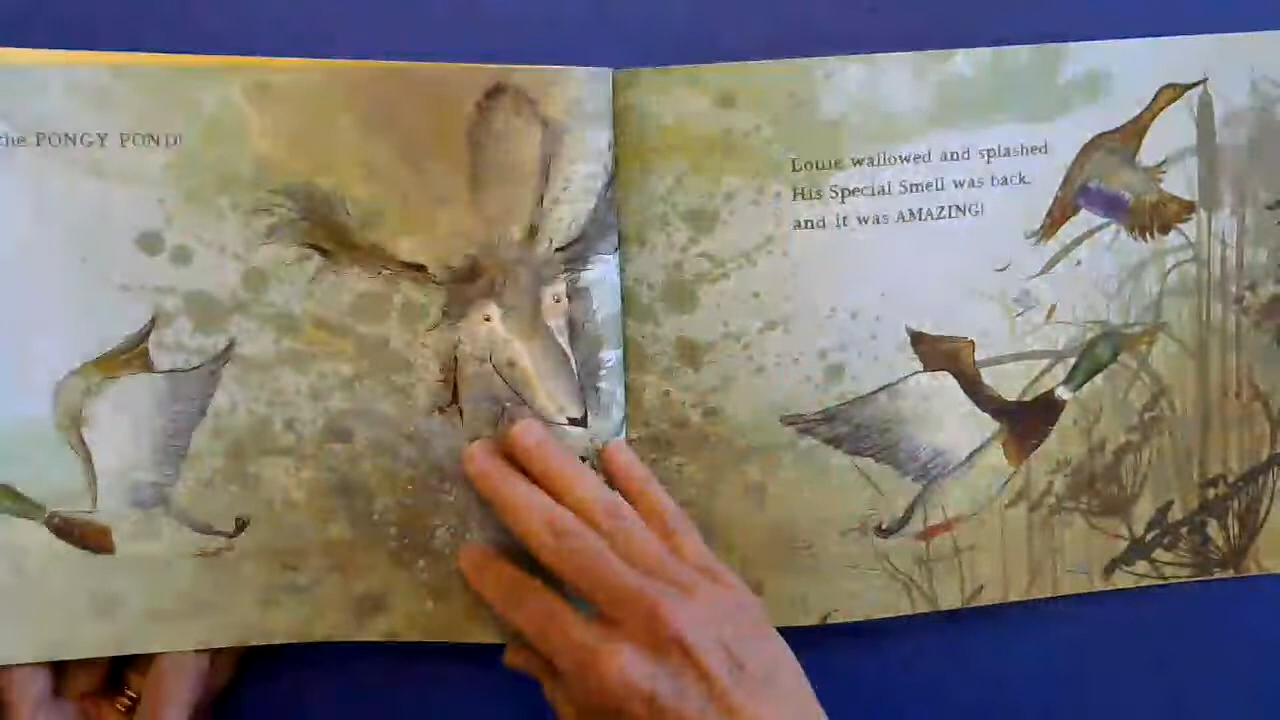 the PONGY POND!
Louie wallowed and splashed
His Special Smell was back,
and it was AMAZING!